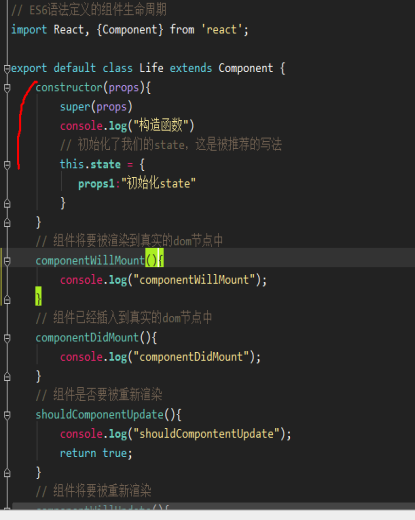 // ES6语法定义的组件生命周期
import React, {Component} from 'react';
export default class Life extends Component {
constructor(props){
super(props)
console.log("构造函数")
// 初始化了我们的state，这是被推荐的写法
this.state = {
props1:"初始化state"
}
}
// 组件将要被渲染到真实的dom节点中
componentWillMount(){
console.log("componentWillMount");
}
// 组件已经插入到真实的dom节点中
componentDidMount(){
console.log("componentDidMount");
}
// 组件是否要被重新渲染
shouldComponentUpdate(){
console.log("shouldCompontentUpdate");
return true;
}
// 组件将要被重新渲染
componentWillUpdate(){